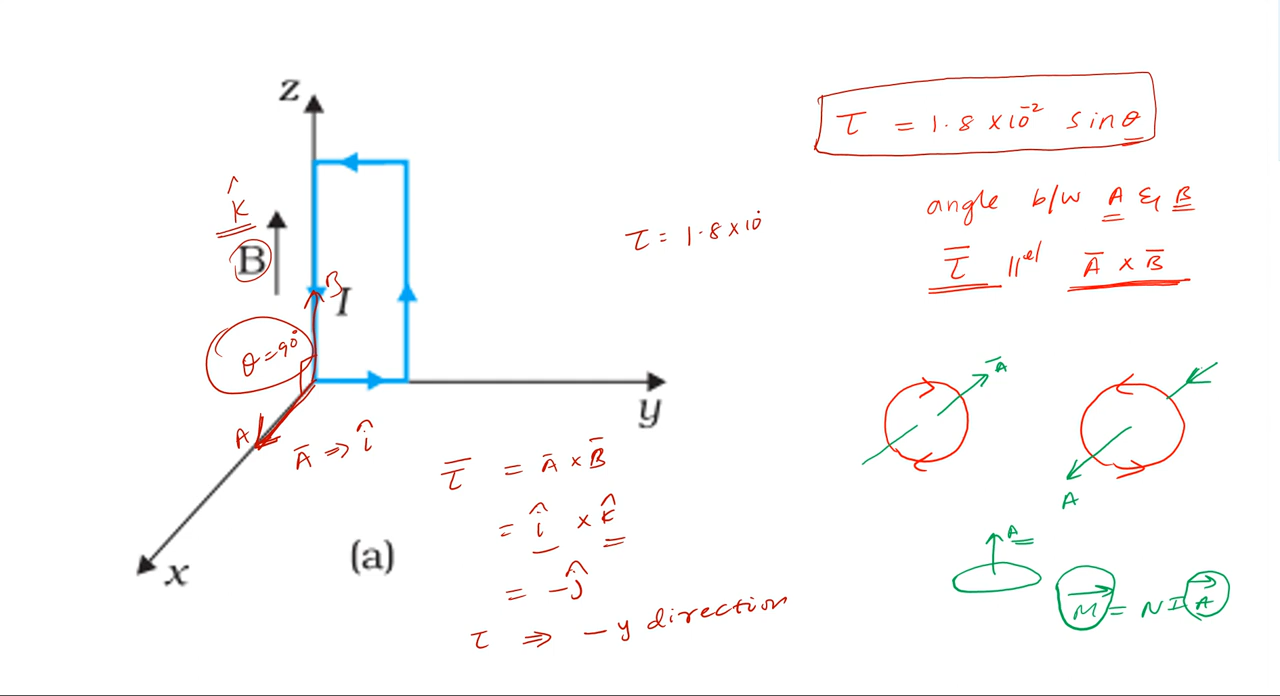 z
τ = 1.8 × 10⁻² sinθ
k̂
B
angle b/w A & B
τ̅ = 1.8 × 10
τ̅ ||el A̅ × B̅
B
I
θ = 90°
y
A
A̅ ⇒ î
A̅
A
τ̅ = A̅ × B̅
= î × k̂
= -ĵ
τ ⇒ -y direction
x
(a)
A
M⃗ = NIA⃗